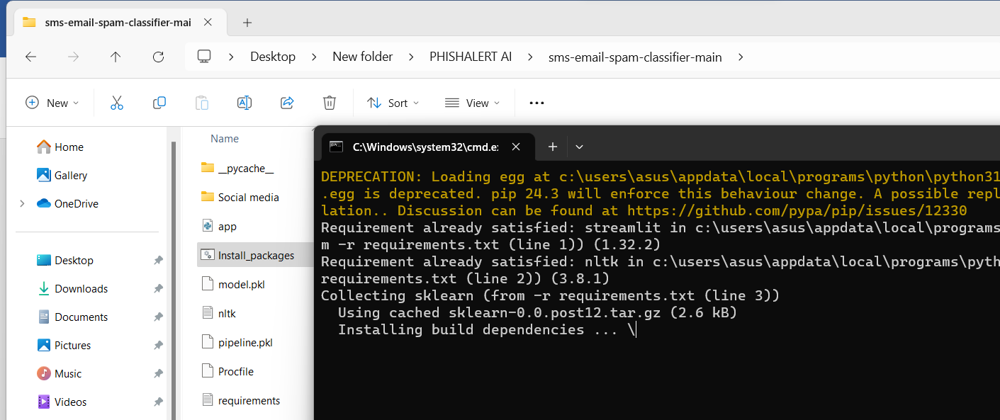 sms-email-spam-classifier-mai
Desktop > New folder > PHISHALERT AI > sms-email-spam-classifier-main >
New Sort View
Home
Gallery
OneDrive
Desktop
Downloads
Documents
Pictures
Music
Videos
Name
__pycache__
Social media
app
Install_packages
model.pkl
nltk
pipeline.pkl
Procfile
requirements
C:\Windows\system32\cmd.e
DEPRECATION: Loading egg at c:\users\asus\appdata\local\programs\python\python31
.egg is deprecated. pip 24.3 will enforce this behaviour change. A possible repl
lation.. Discussion can be found at https://github.com/pypa/pip/issues/12330
Requirement already satisfied: streamlit in c:\users\asus\appdata\local\programs
m -r requirements.txt (line 1)) (1.32.2)
Requirement already satisfied: nltk in c:\users\asus\appdata\local\programs\pyth
requirements.txt (line 2)) (3.8.1)
Collecting sklearn (from -r requirements.txt (line 3))
Using cached sklearn-0.0.post12.tar.gz (2.6 kB)
Installing build dependencies ... \